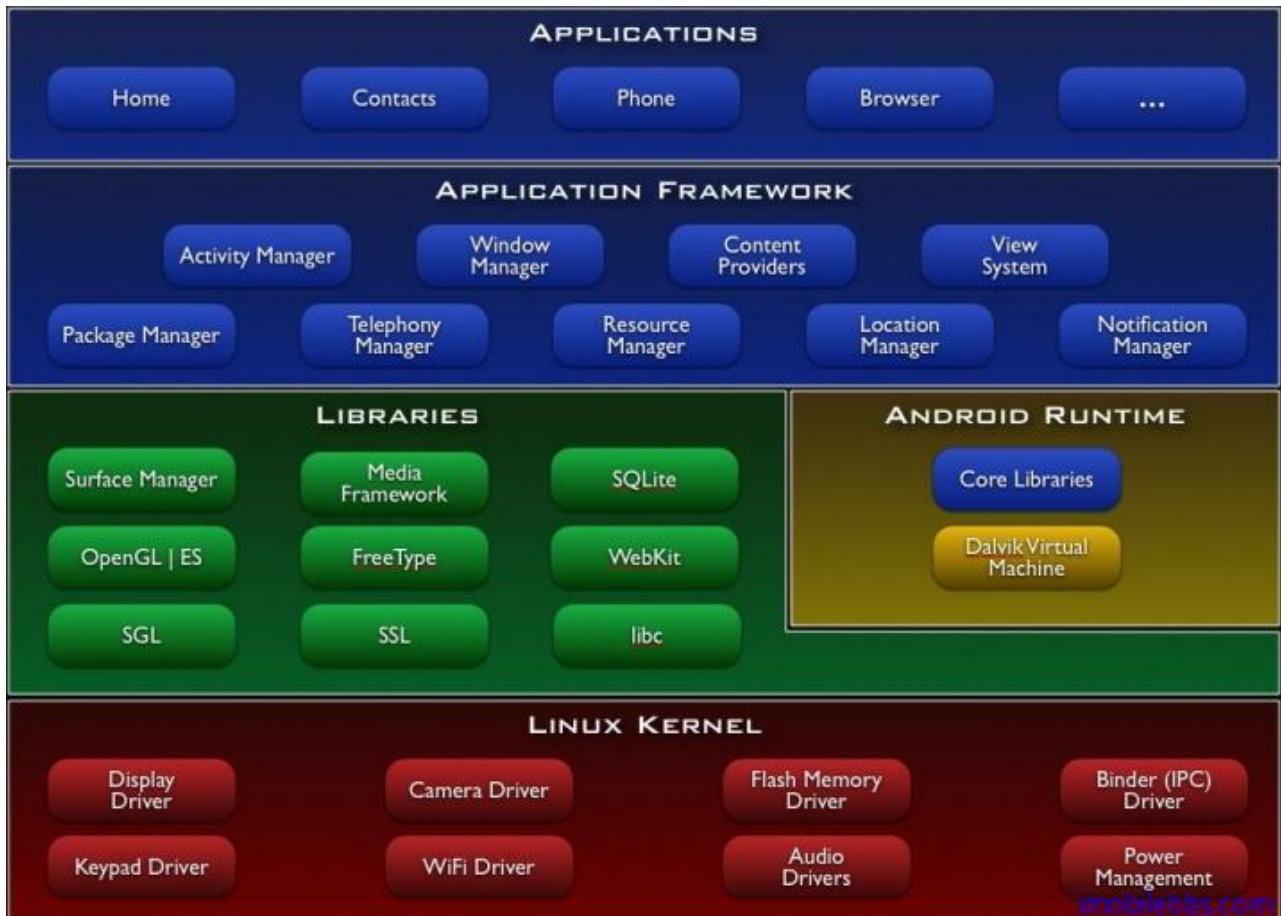 APPLICATIONS
Home
Contacts
Phone
Browser
...
APPLICATION FRAMEWORK
Activity Manager
Window
Manager
Content
Providers
View
System
Package Manager
Telephony
Manager
Resource
Manager
Location
Manager
Notification
Manager
LIBRARIES
Surface Manager
Media
Framework
SQLite
OpenGL | ES
FreeType
WebKit
SGL
SSL
libc
ANDROID RUNTIME
Core Libraries
Dalvik Virtual
Machine
LINUX KERNEL
Display
Driver
Camera Driver
Flash Memory
Driver
Binder (IPC)
Driver
Keypad Driver
WiFi Driver
Audio
Drivers
Power
Management
imobilebbs.com